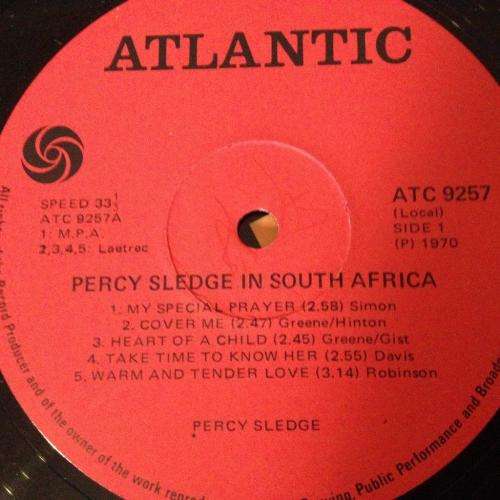 ATLANTIC
SPEED 33⅓
ATC 9257A
1: M.P.A.
2,3,4,5: Laetrec
ATC 9257
(Local)
SIDE 1
(P) 1970
PERCY SLEDGE IN SOUTH AFRICA
1. MY SPECIAL PRAYER (2.58) Simon
2. COVER ME (2.47) Greene/Hinton
3. HEART OF A CHILD (2.45) Greene/Gist
4. TAKE TIME TO KNOW HER (2.55) Davis
5. WARM AND TENDER LOVE (3.14) Robinson
PERCY SLEDGE
All Record Producer and of the owner of the work Public Performance and